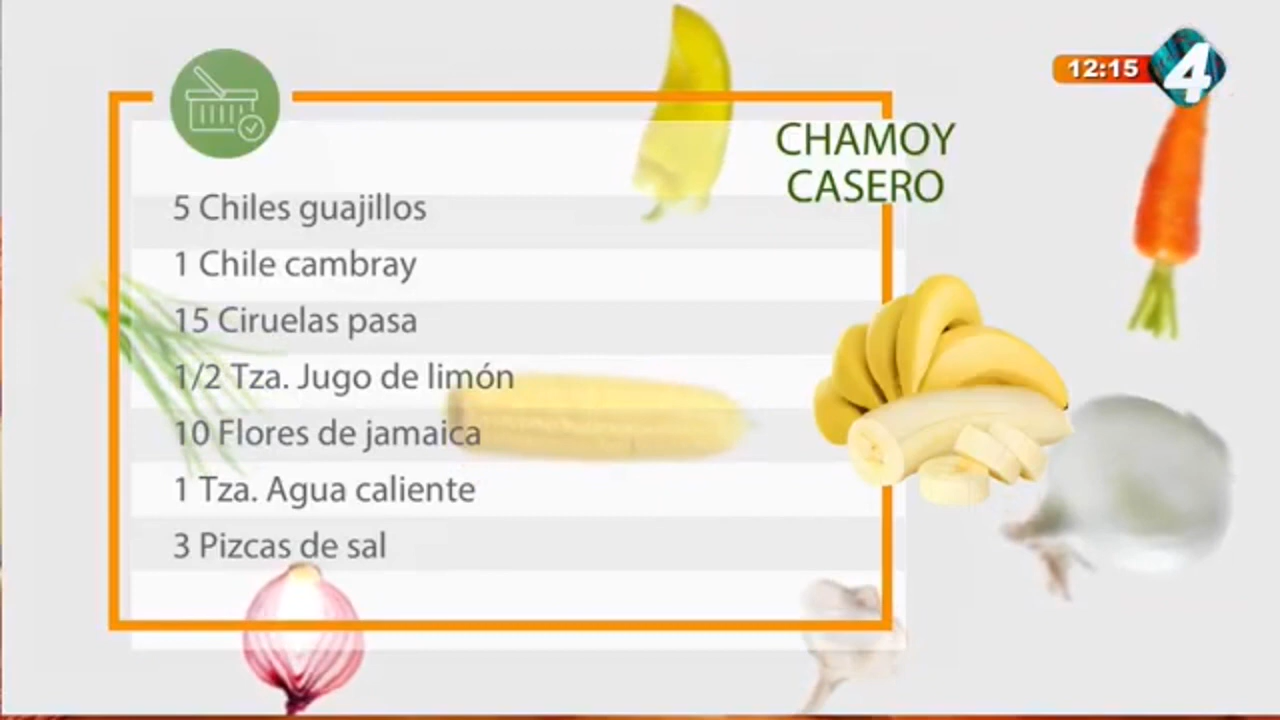 12:15
4
CHAMOY
CASERO
5 Chiles guajillos
1 Chile cambray
15 Ciruelas pasa
1/2 Tza. Jugo de limón
10 Flores de jamaica
1 Tza. Agua caliente
3 Pizcas de sal